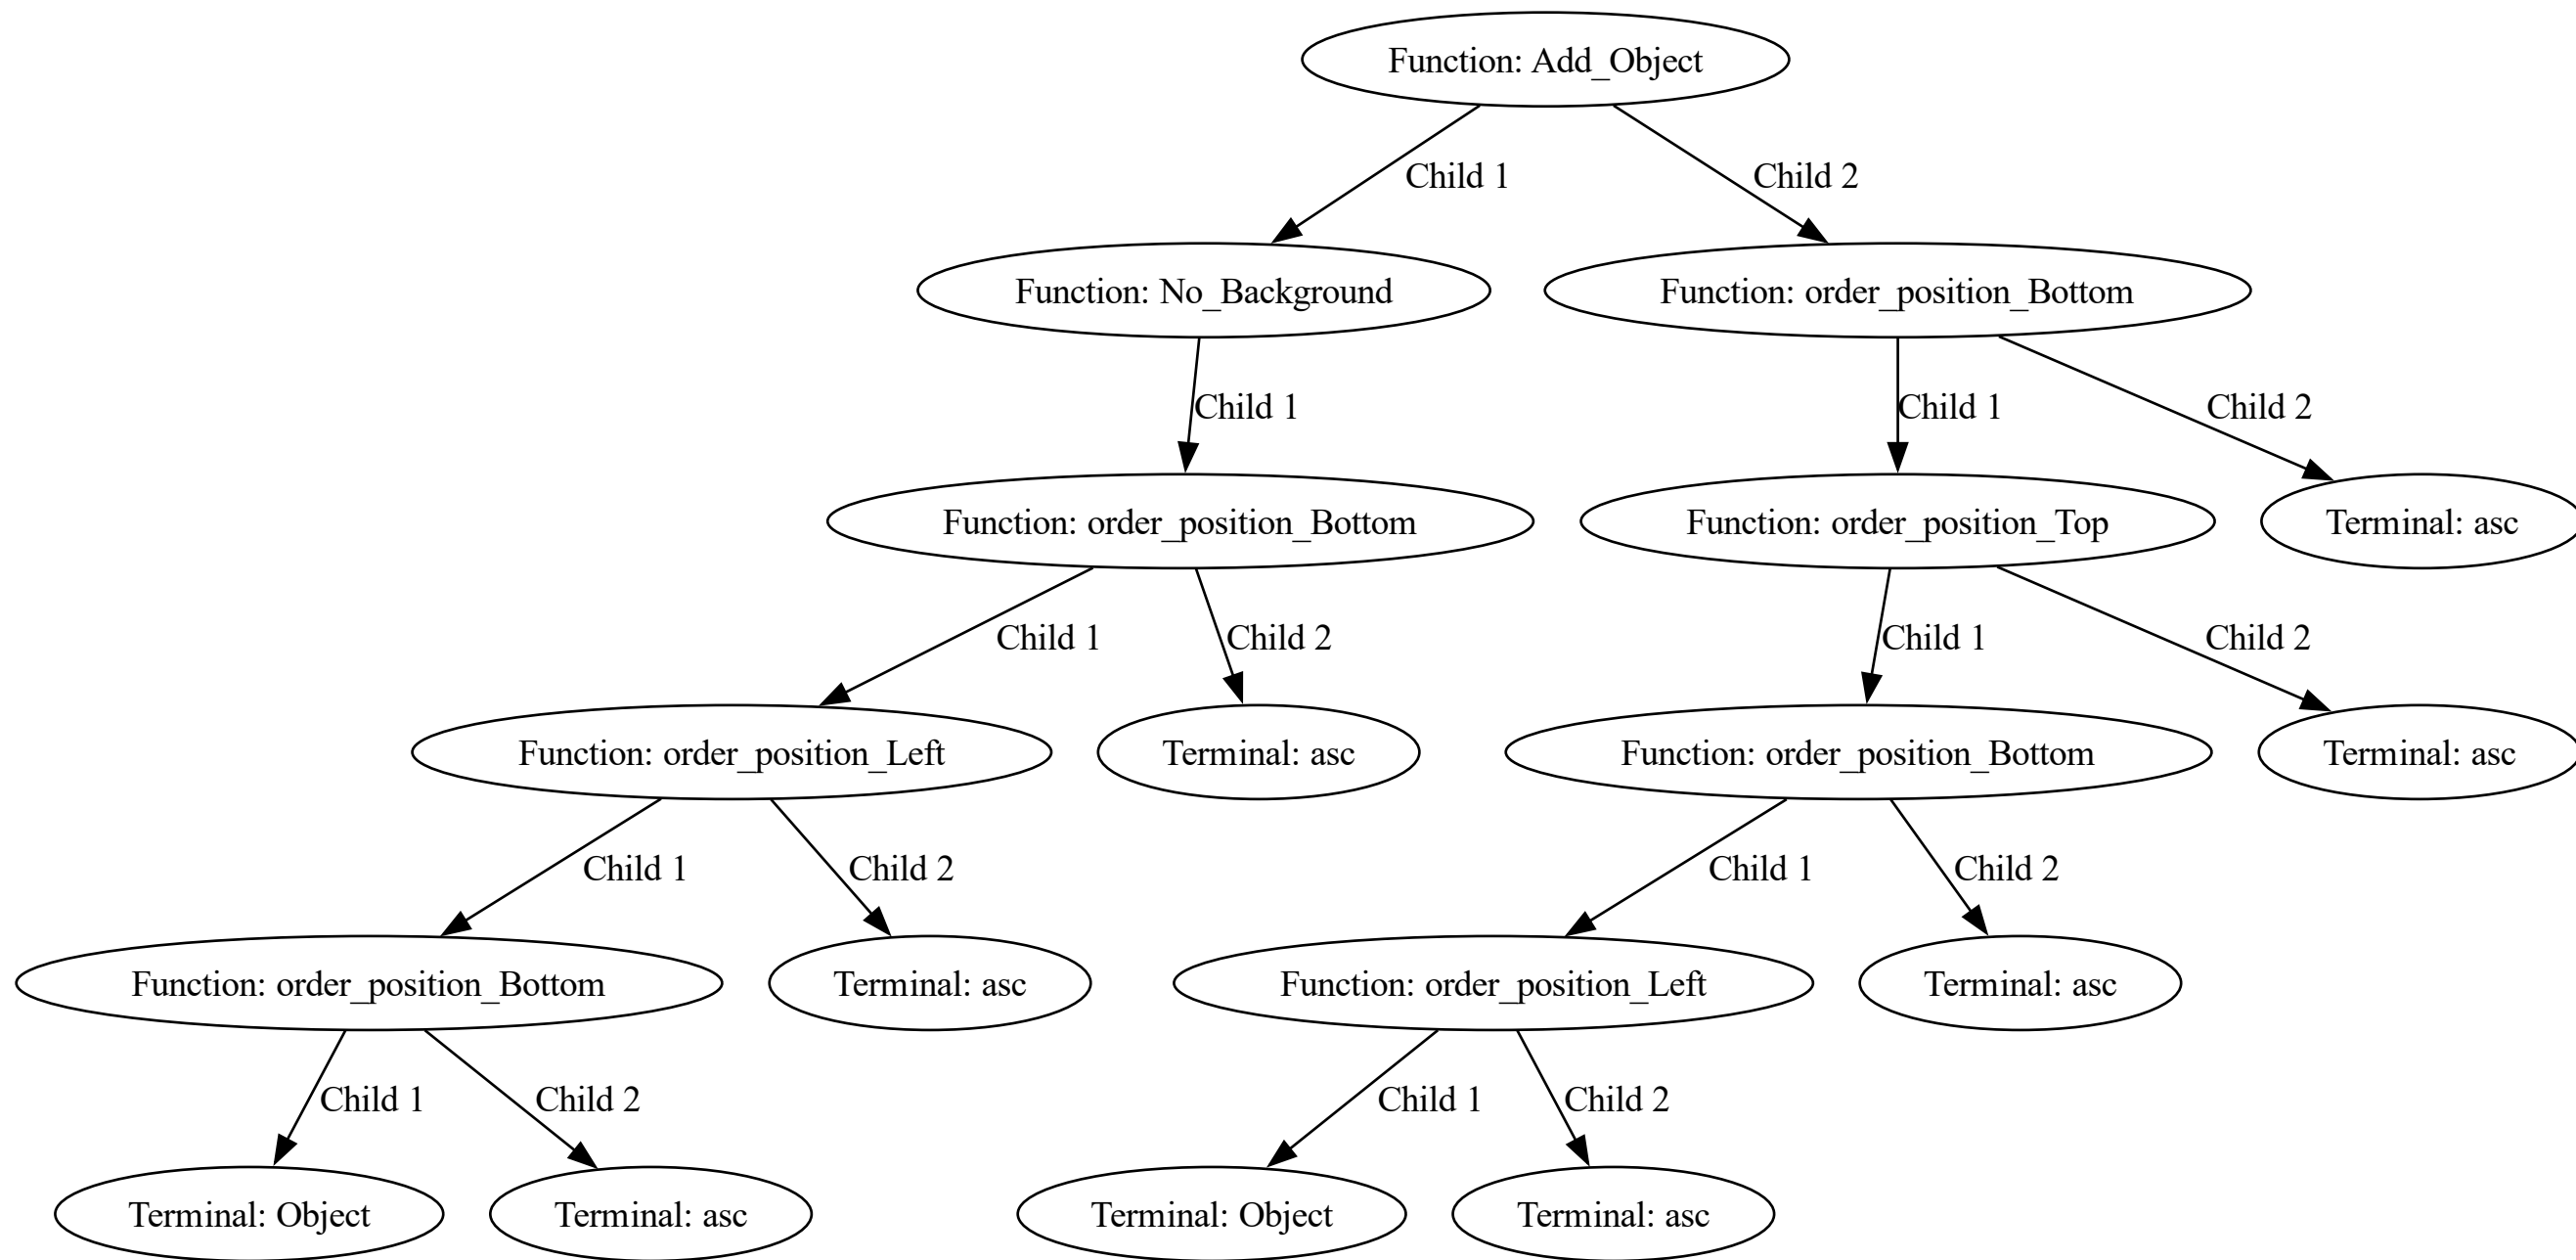 Function: Add_Object
Child 1
Child 2
Function: No_Background
Function: order_position_Bottom
Child 1
Child 1
Child 2
Function: order_position_Bottom
Function: order_position_Top
Terminal: asc
Child 1
Child 2
Child 1
Child 2
Function: order_position_Left
Terminal: asc
Function: order_position_Bottom
Terminal: asc
Child 1
Child 2
Child 1
Child 2
Function: order_position_Bottom
Terminal: asc
Function: order_position_Left
Terminal: asc
Child 1
Child 2
Child 1
Child 2
Terminal: Object
Terminal: asc
Terminal: Object
Terminal: asc